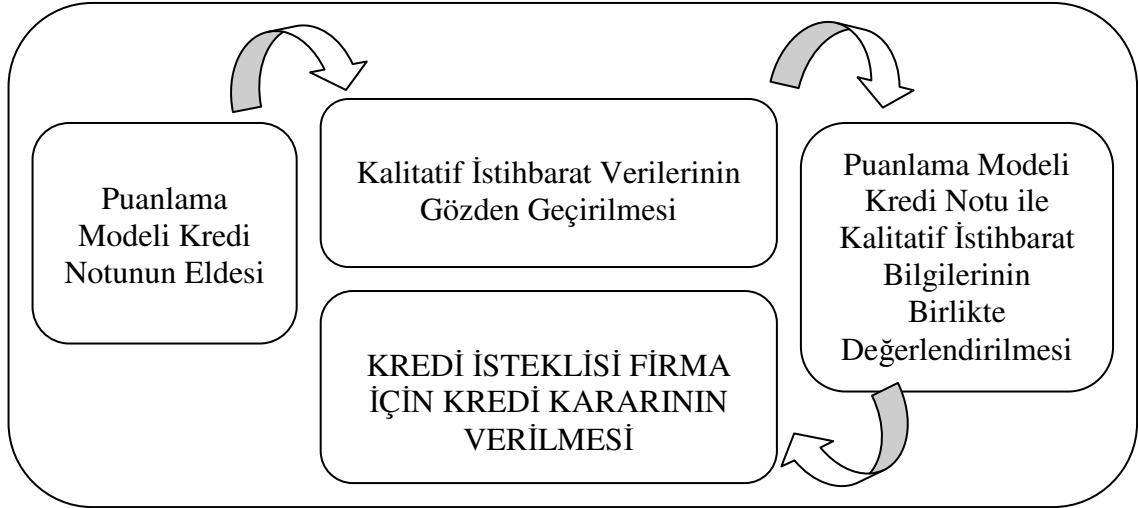 Puanlama
Modeli Kredi
Notunun Eldesi
Kalitatif İstihbarat Verilerinin
Gözden Geçirilmesi
Puanlama Modeli
Kredi Notu ile
Kalitatif İstihbarat
Bilgilerinin
Birlikte
Değerlendirilmesi
KREDİ İSTEKLİSİ FİRMA
İÇİN KREDİ KARARININ
VERİLMESİ